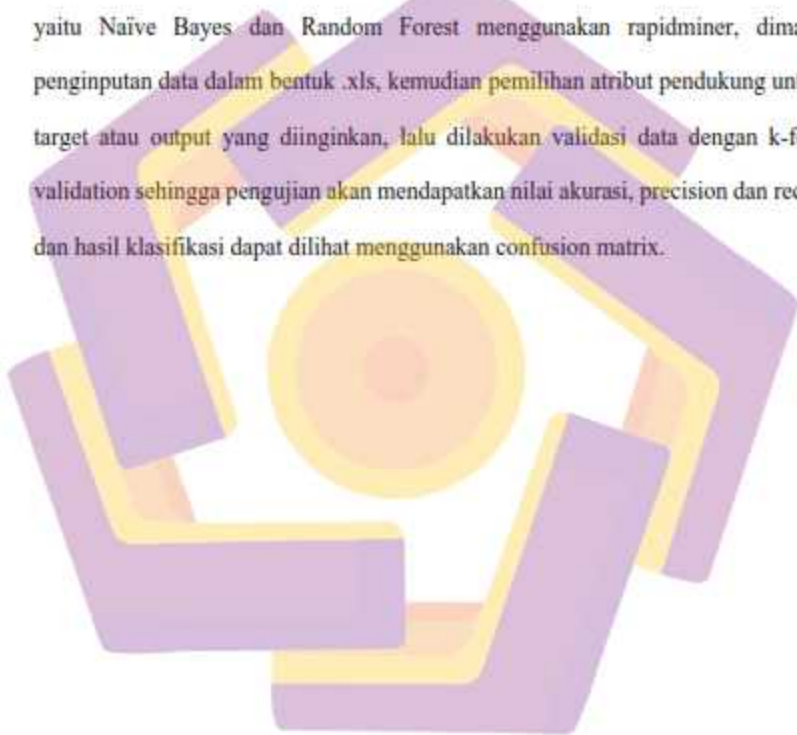 yaitu Naïve Bayes dan Random Forest menggunakan rapidminer,
penginputan data dalam bentuk .xls, kemudian pemilihan atribut pendukung
target atau output yang diinginkan, lalu dilakukan validasi data dengan
validation sehingga pengujian akan mendapatkan nilai akurasi, precision dan
dan hasil klasifikasi dapat dilihat menggunakan confusion matrix.